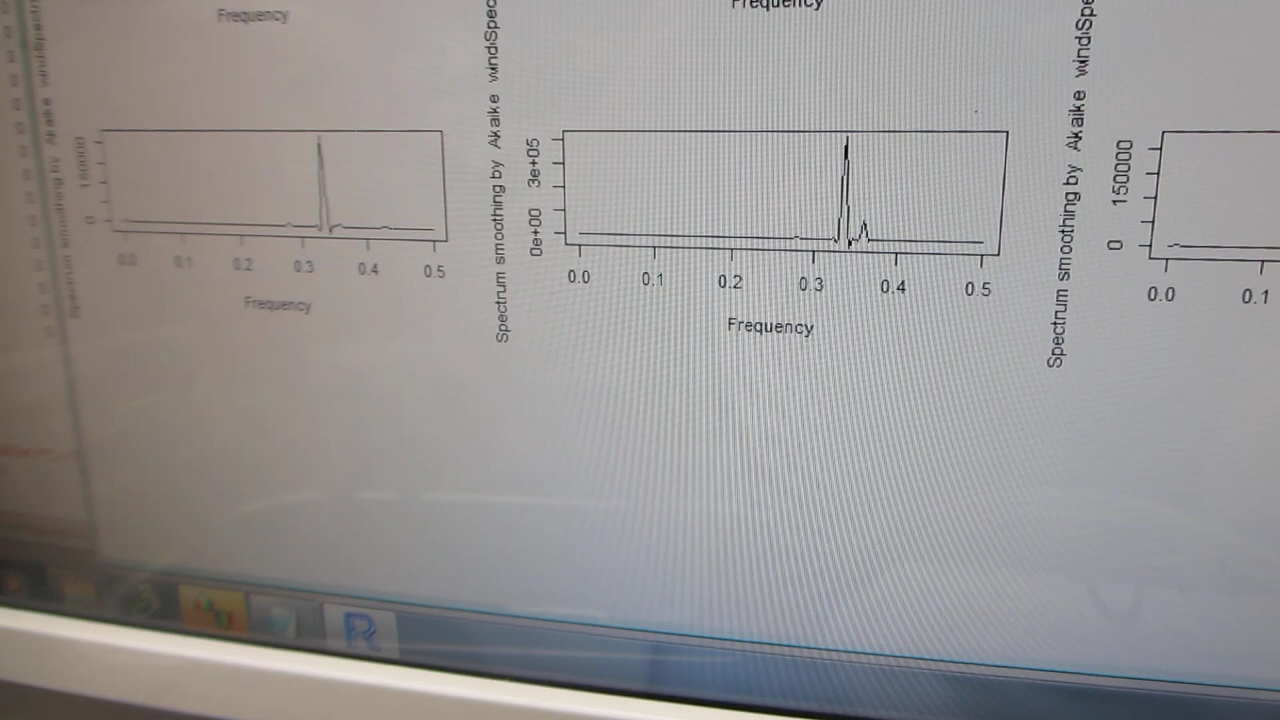 Frequency
Frequency
Spectrum smoothing by Akaike windSpec
0
0.0 0.1 0.2 0.3 0.4 0.5
Frequency
Spectrum smoothing by Akaike windSpe
0e+00 3e+05
0.0 0.1 0.2 0.3 0.4 0.5
Frequency
0 150000
0.0 0.1
R